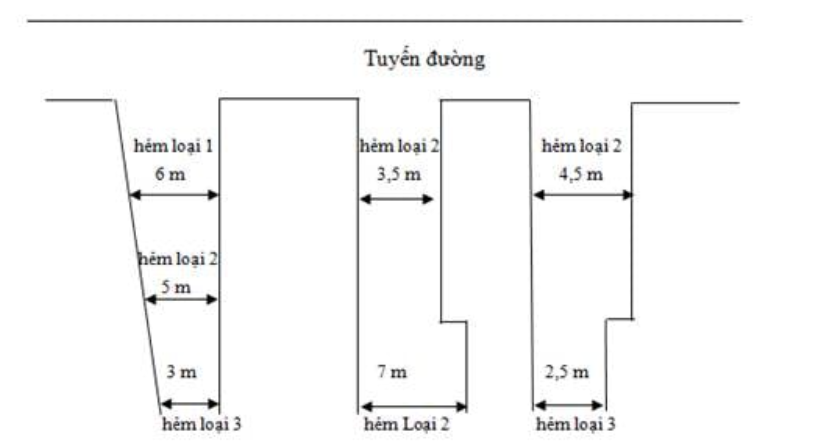 Tuyến đường
hẻm loại 1
6 m
hẻm loại 2
5 m
3 m
hẻm loại 3
hẻm loại 2
3,5 m
7 m
hẻm Loại 2
hẻm loại 2
4,5 m
2,5 m
hẻm loại 3